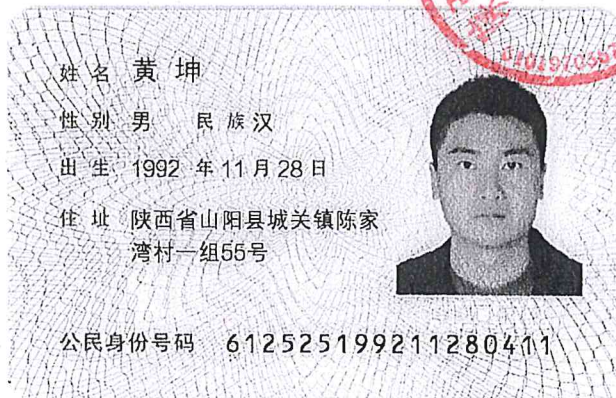 姓名 黄坤
性别 男 民族 汉
出生 1992 年 11 月 28 日
住址 陕西省山阳县城关镇陈家
湾村一组55号
公民身份号码 612525199211280411